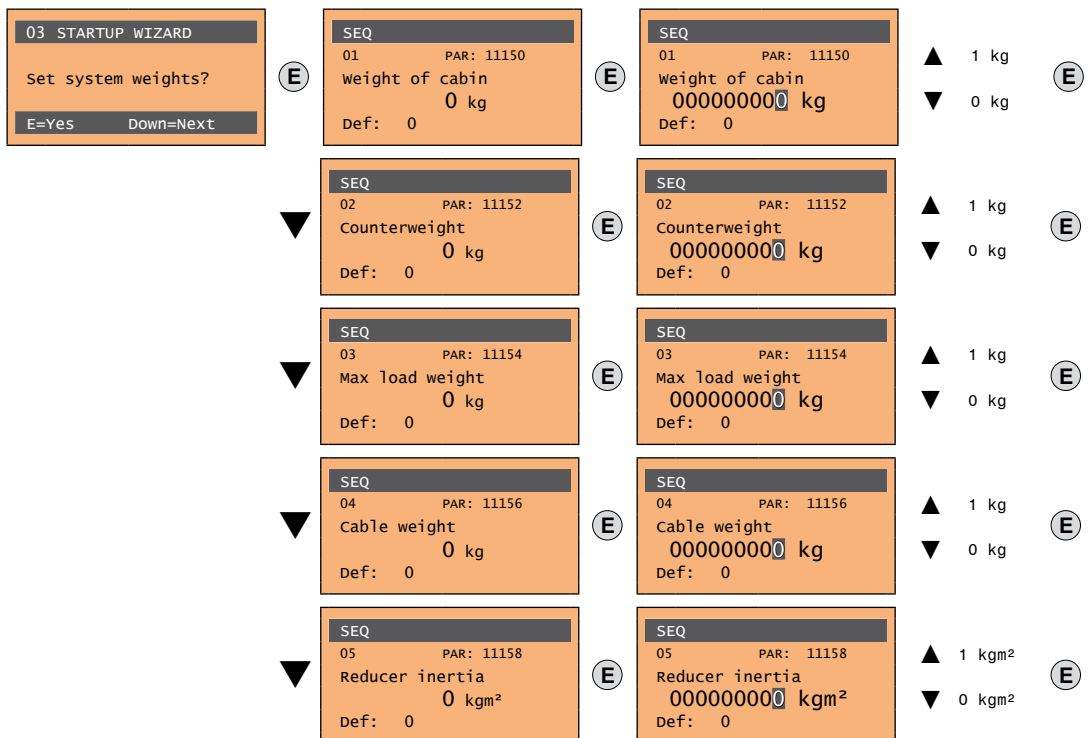 03 STARTUP WIZARD
Set system weights?
E=Yes Down=Next
E
SEQ
01 PAR: 11150
Weight of cabin
0 kg
Def: 0
E
SEQ
01 PAR: 11150
Weight of cabin
000000000 kg
Def: 0
1 kg
0 kg
E
SEQ
02 PAR: 11152
Counterweight
0 kg
Def: 0
E
SEQ
02 PAR: 11152
Counterweight
000000000 kg
Def: 0
1 kg
0 kg
E
SEQ
03 PAR: 11154
Max load weight
0 kg
Def: 0
E
SEQ
03 PAR: 11154
Max load weight
000000000 kg
Def: 0
1 kg
0 kg
E
SEQ
04 PAR: 11156
Cable weight
0 kg
Def: 0
E
SEQ
04 PAR: 11156
Cable weight
000000000 kg
Def: 0
1 kg
0 kg
E
SEQ
05 PAR: 11158
Reducer inertia
0 kgm²
Def: 0
E
SEQ
05 PAR: 11158
Reducer inertia
000000000 kgm²
Def: 0
1 kgm²
0 kgm²
E